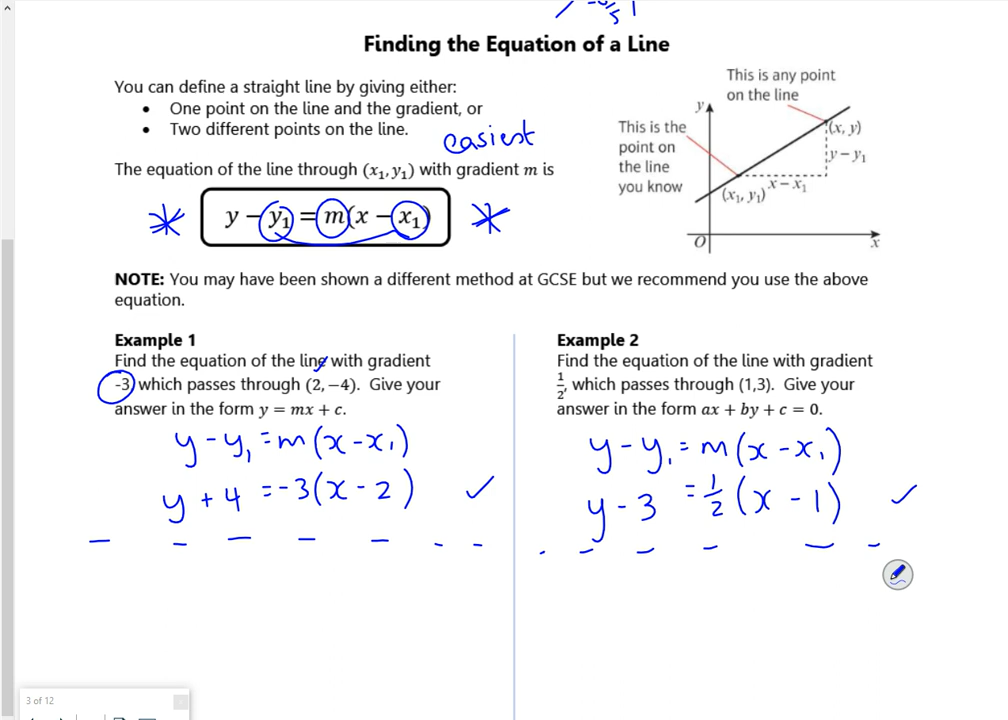 Finding the Equation of a Line
You can define a straight line by giving either:
• One point on the line and the gradient, or
• Two different points on the line.
easiest
The equation of the line through (x₁, y₁) with gradient m is
* y − y₁ = m(x − x₁) *
This is any point
on the line
y
This is the
point on
the line
you know
(x, y)
y − y₁
x − x₁
(x₁, y₁)
O
x
NOTE: You may have been shown a different method at GCSE but we recommend you use the above
equation.
Example 1
Find the equation of the line with gradient
-3 which passes through (2, −4). Give your
answer in the form y = mx + c.
y − y₁ = m(x − x₁)
y + 4 = −3(x − 2) ✓
Example 2
Find the equation of the line with gradient
1/2, which passes through (1,3). Give your
answer in the form ax + by + c = 0.
y − y₁ = m(x − x₁)
y − 3 = 1/2 (x − 1) ✓
3 of 12